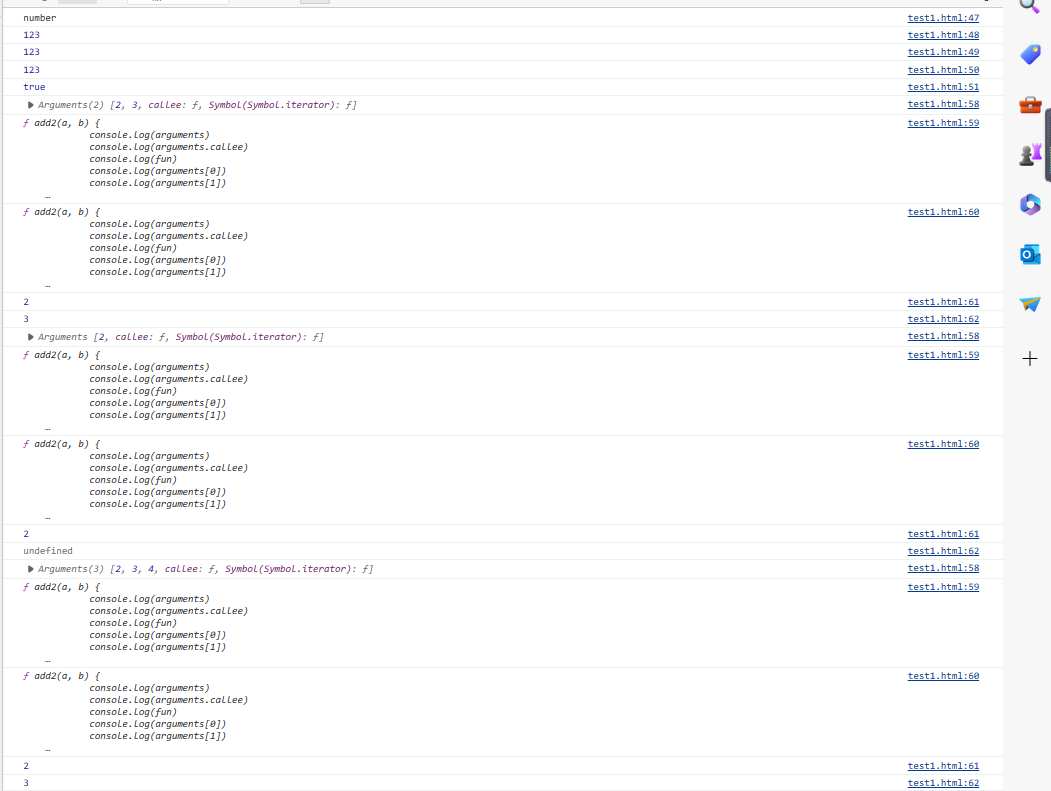 number test1.html:47
123 test1.html:48
123 test1.html:49
123 test1.html:50
true test1.html:51
Arguments(2) [2, 3, callee: ƒ, Symbol(Symbol.iterator): ƒ] test1.html:58
ƒ add2(a, b) { test1.html:59
console.log(arguments)
console.log(arguments.callee)
console.log(fun)
console.log(arguments[0])
console.log(arguments[1])
…
ƒ add2(a, b) { test1.html:60
console.log(arguments)
console.log(arguments.callee)
console.log(fun)
console.log(arguments[0])
console.log(arguments[1])
…
2 test1.html:61
3 test1.html:62
Arguments [2, callee: ƒ, Symbol(Symbol.iterator): ƒ] test1.html:58
ƒ add2(a, b) { test1.html:59
console.log(arguments)
console.log(arguments.callee)
console.log(fun)
console.log(arguments[0])
console.log(arguments[1])
…
ƒ add2(a, b) { test1.html:60
console.log(arguments)
console.log(arguments.callee)
console.log(fun)
console.log(arguments[0])
console.log(arguments[1])
…
2 test1.html:61
undefined test1.html:62
Arguments(3) [2, 3, 4, callee: ƒ, Symbol(Symbol.iterator): ƒ] test1.html:58
ƒ add2(a, b) { test1.html:59
console.log(arguments)
console.log(arguments.callee)
console.log(fun)
console.log(arguments[0])
console.log(arguments[1])
…
ƒ add2(a, b) { test1.html:60
console.log(arguments)
console.log(arguments.callee)
console.log(fun)
console.log(arguments[0])
console.log(arguments[1])
…
2 test1.html:61
3 test1.html:62